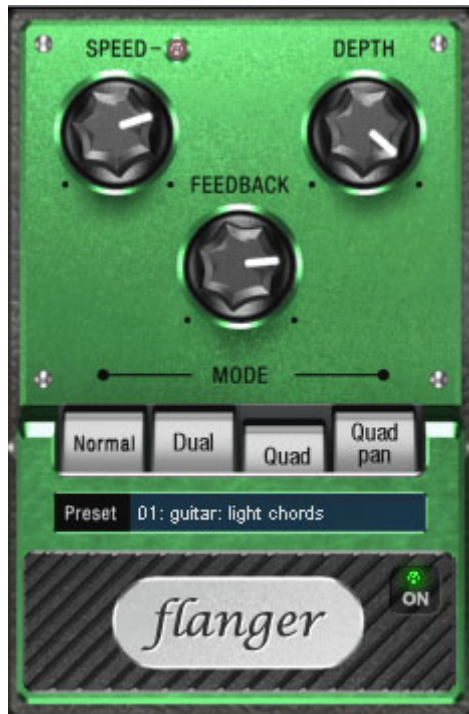 SPEED - DEPTH
FEEDBACK
MODE
Normal Dual Quad Quad pan
Preset 01: guitar: light chords
ON
flanger